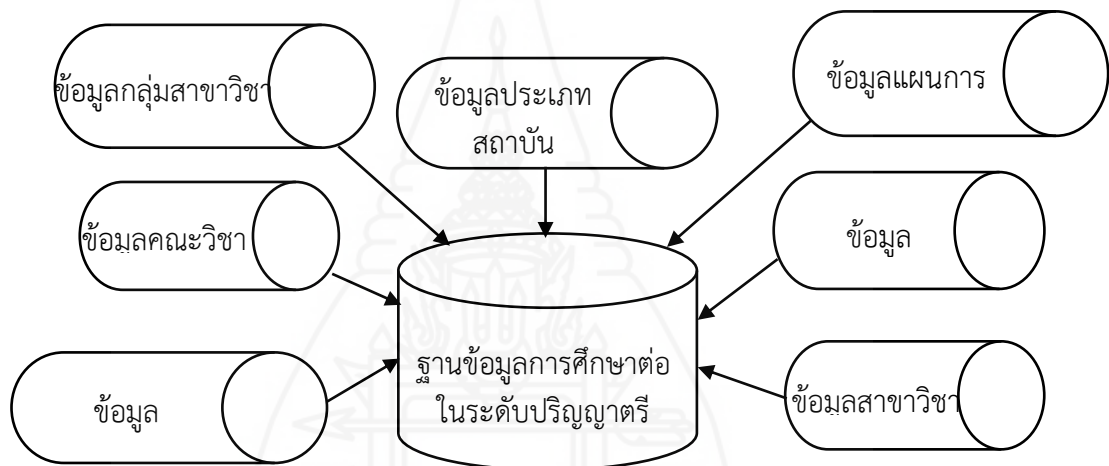 ข้อมูลกลุ่มสาขาวิชา
ข้อมูลประเภท
สถาบัน
ข้อมูลแผนการ
ข้อมูลคณะวิชา
ข้อมูล
ฐานข้อมูลการศึกษาต่อ
ในระดับปริญญาตรี
ข้อมูล
ข้อมูลสาขาวิชา